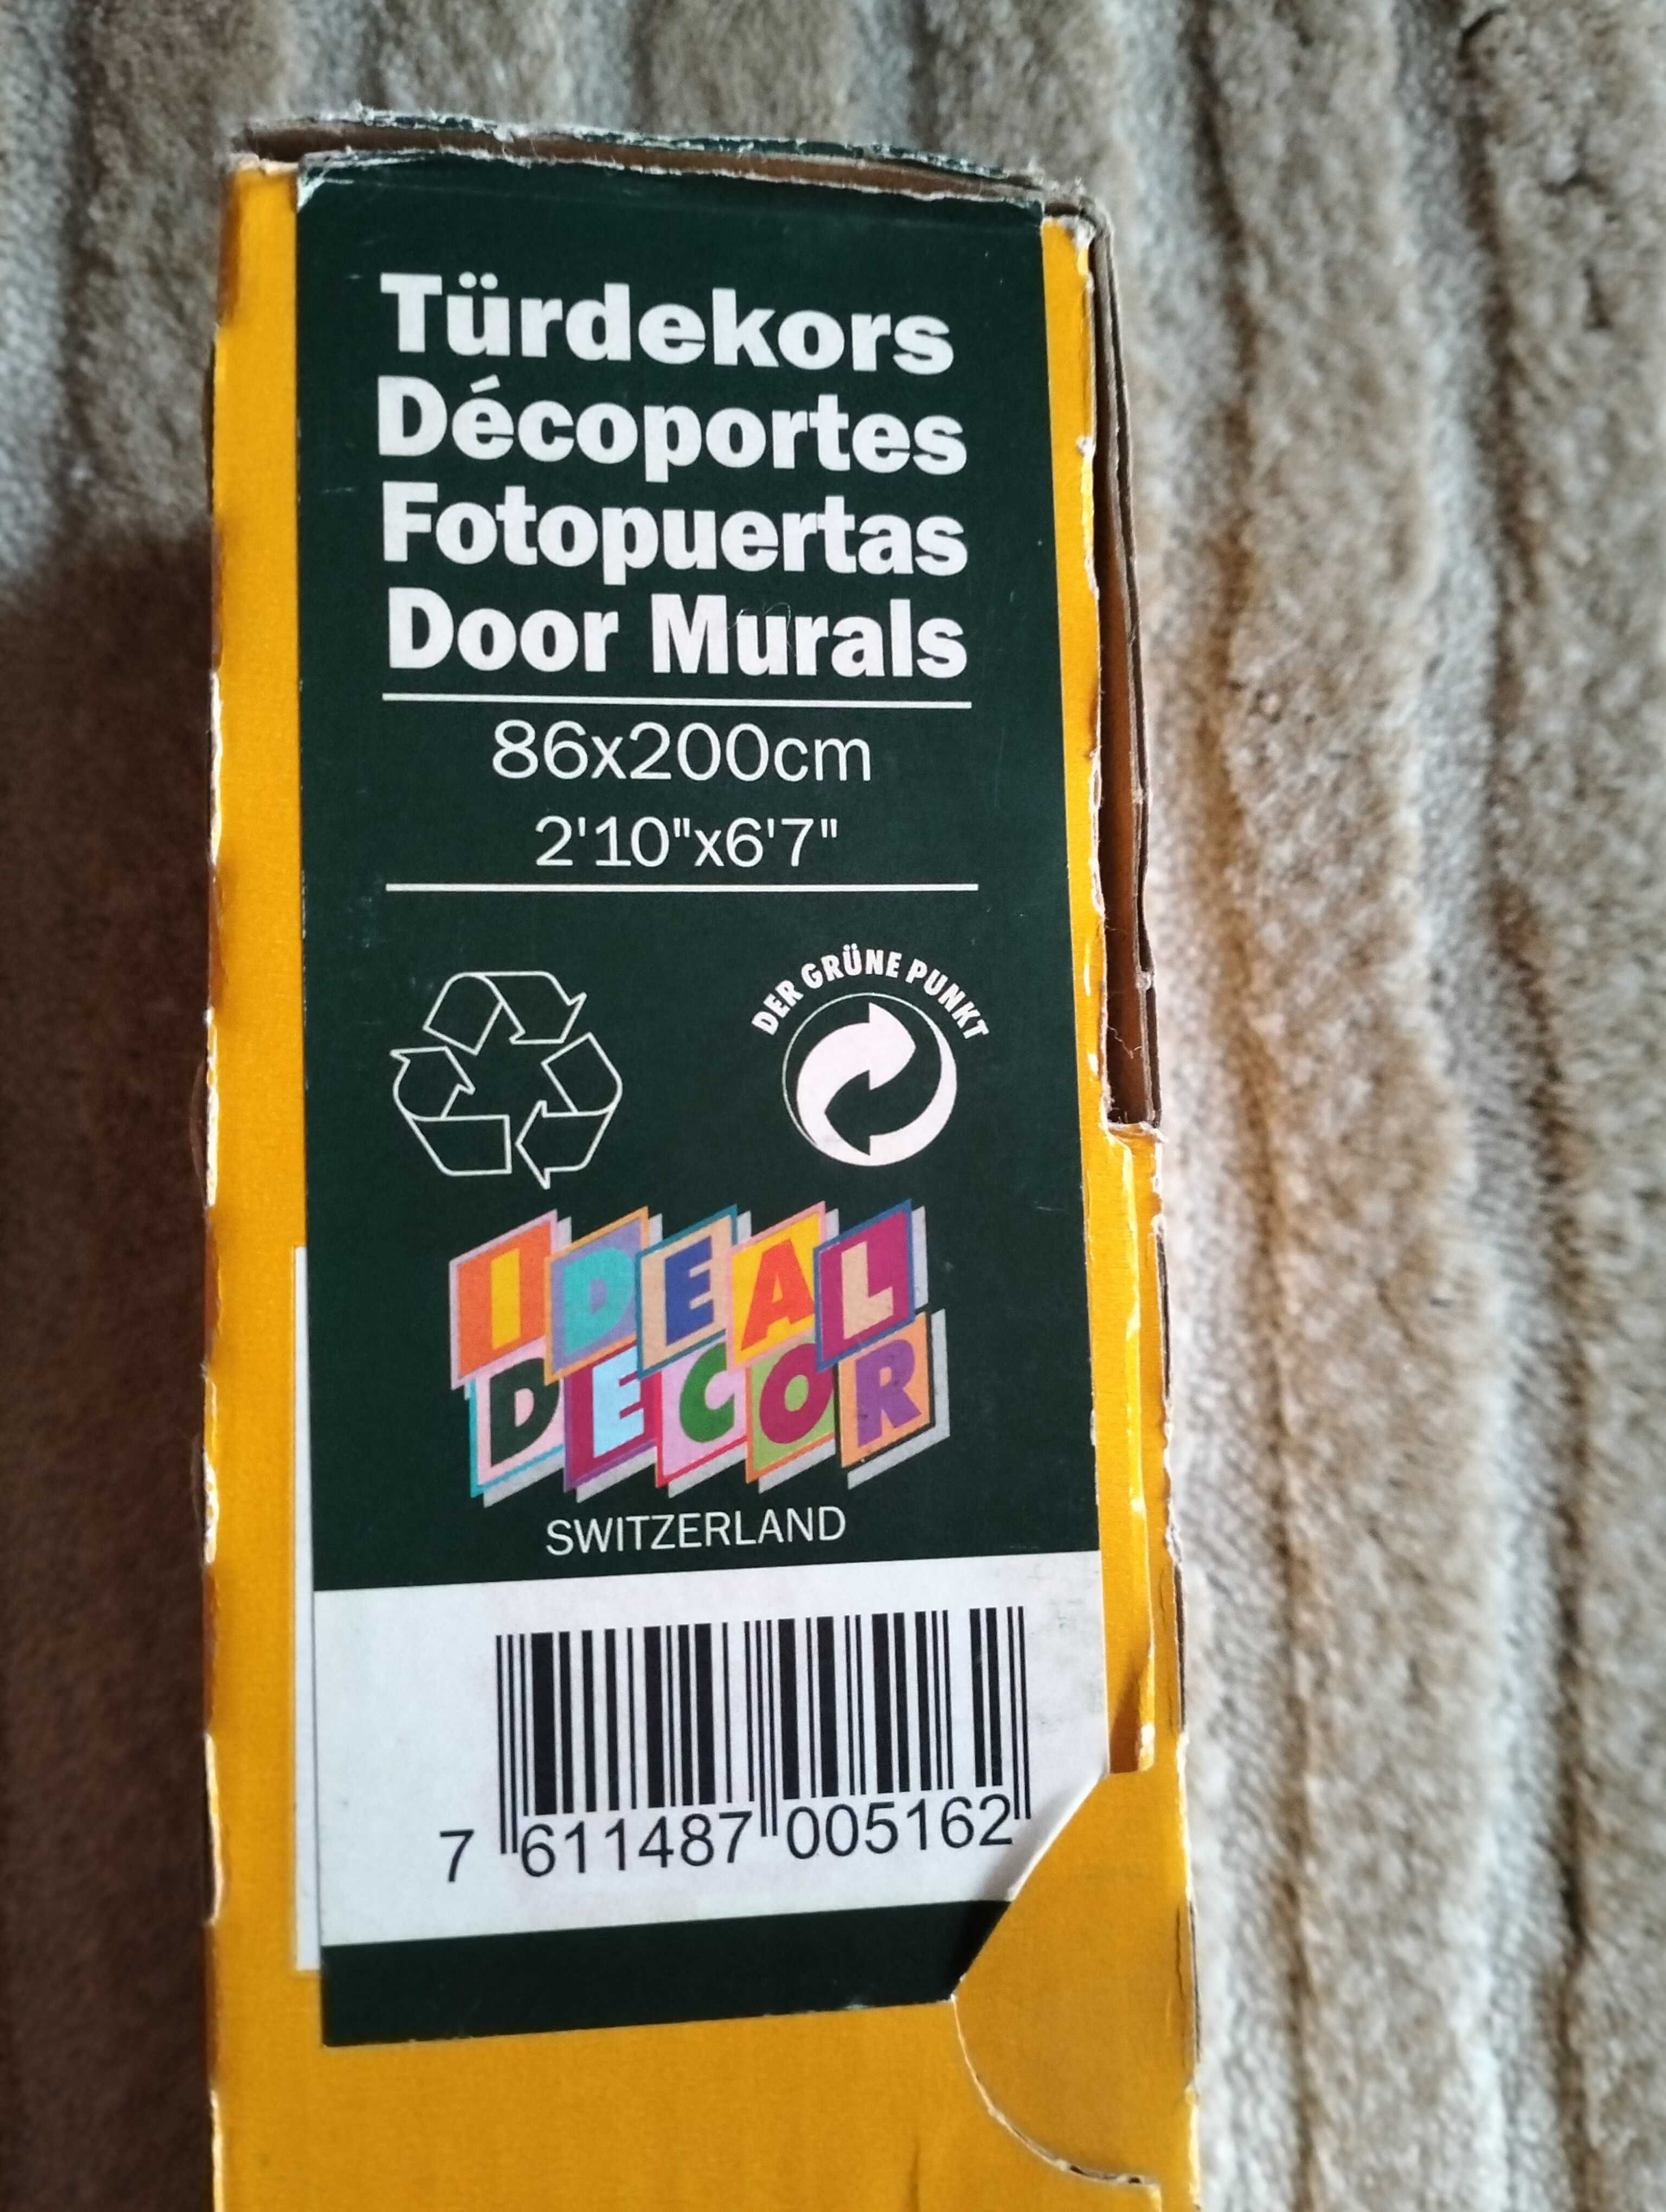 Türdekors
Décoportes
Fotopuertas
Door Murals
86x200cm
2'10"x6'7"
DER GRÜNE PUNKT
IDEAL
DECOR
SWITZERLAND
7 611487 005162